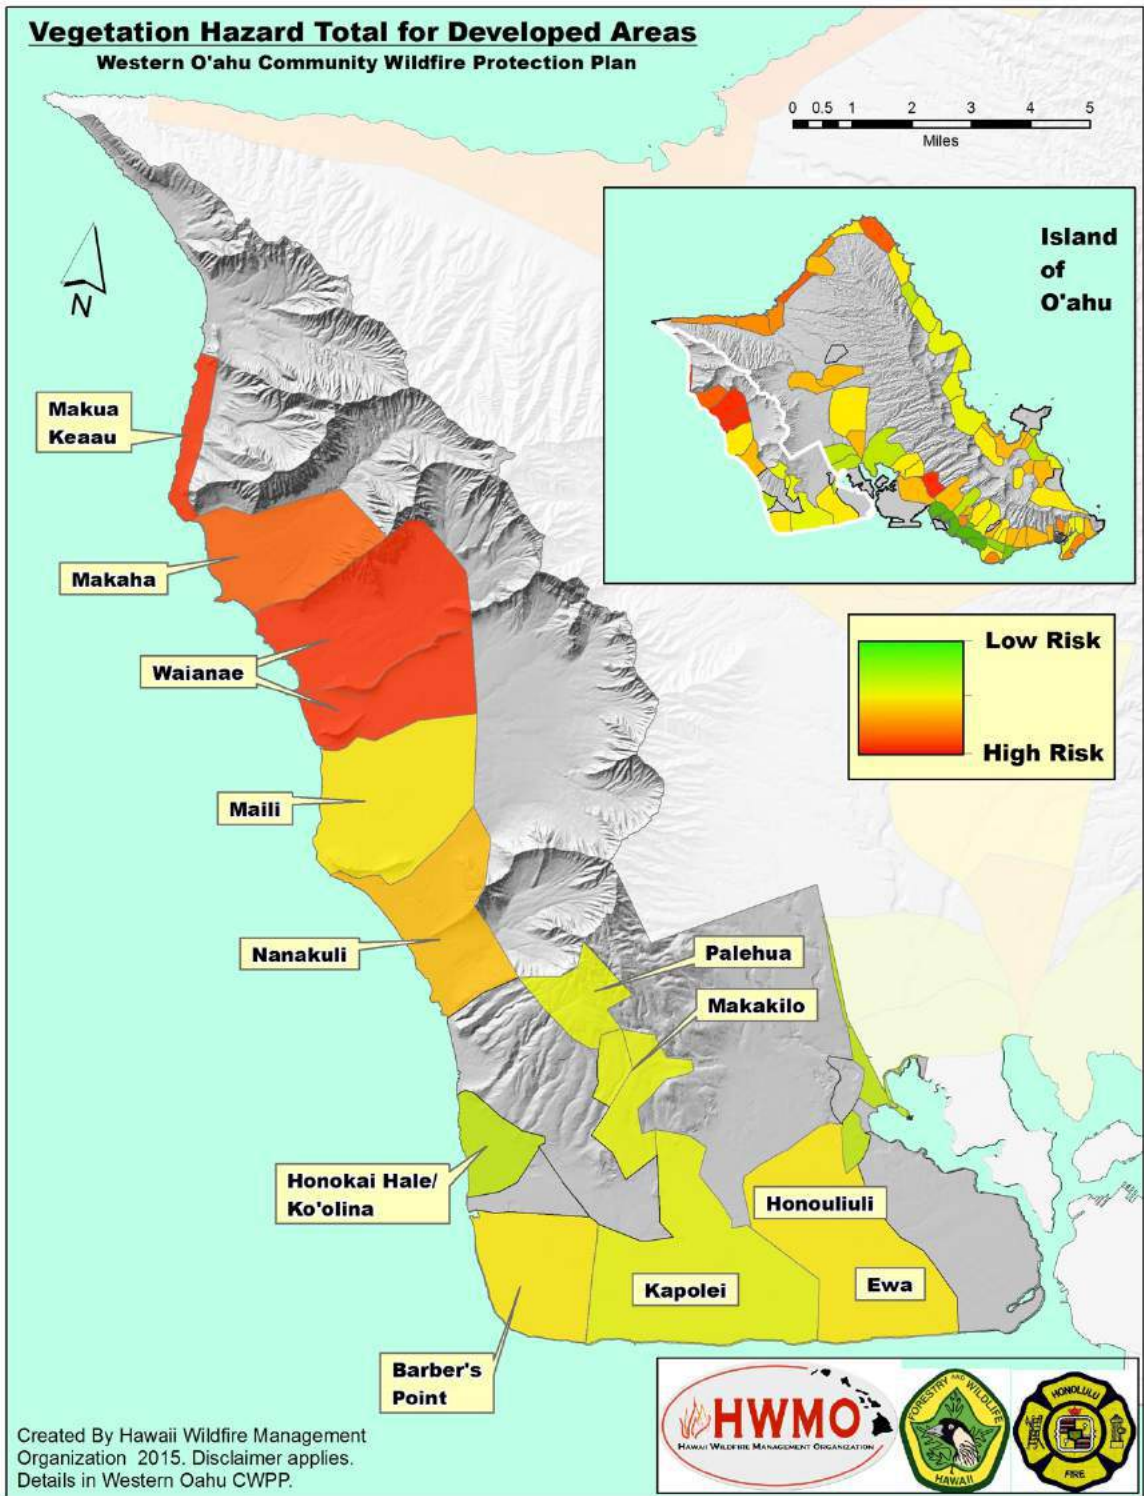 Vegetation Hazard Total for Developed Areas
Western O'ahu Community Wildfire Protection Plan
0 0.5 1 2 3 4 5
Miles
N
Island
of
O'ahu
Makua
Keaau
Makaha
Low Risk
High Risk
Waianae
Maili
Nanakuli
Palehua
Makakilo
Honokai Hale/
Ko'olina
Honouliuli
Kapolei
Ewa
Barber's
Point
HWMO
HAWAII WILDFIRE MANAGEMENT ORGANIZATION
FORESTRY AND WILDLIFE
HAWAII
HONOLULU
FIRE
Created By Hawaii Wildfire Management
Organization 2015. Disclaimer applies.
Details in Western Oahu CWPP.